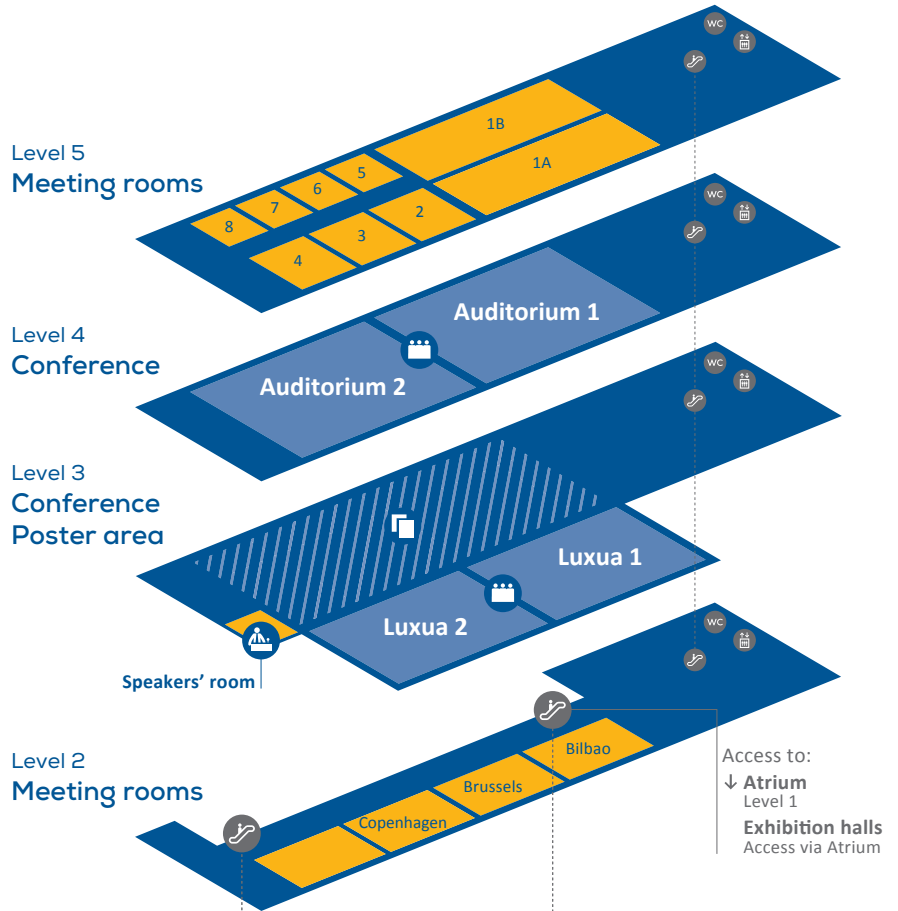 WC
Level 5
Meeting rooms
1B
1A
5
6
7
8
2
3
4
WC
Level 4
Conference
Auditorium 1
Auditorium 2
WC
Level 3
Conference
Poster area
Luxua 1
Luxua 2
Speakers' room
WC
Level 2
Meeting rooms
Bilbao
Brussels
Copenhagen
Access to:
↓ Atrium
Level 1
Exhibition halls
Access via Atrium